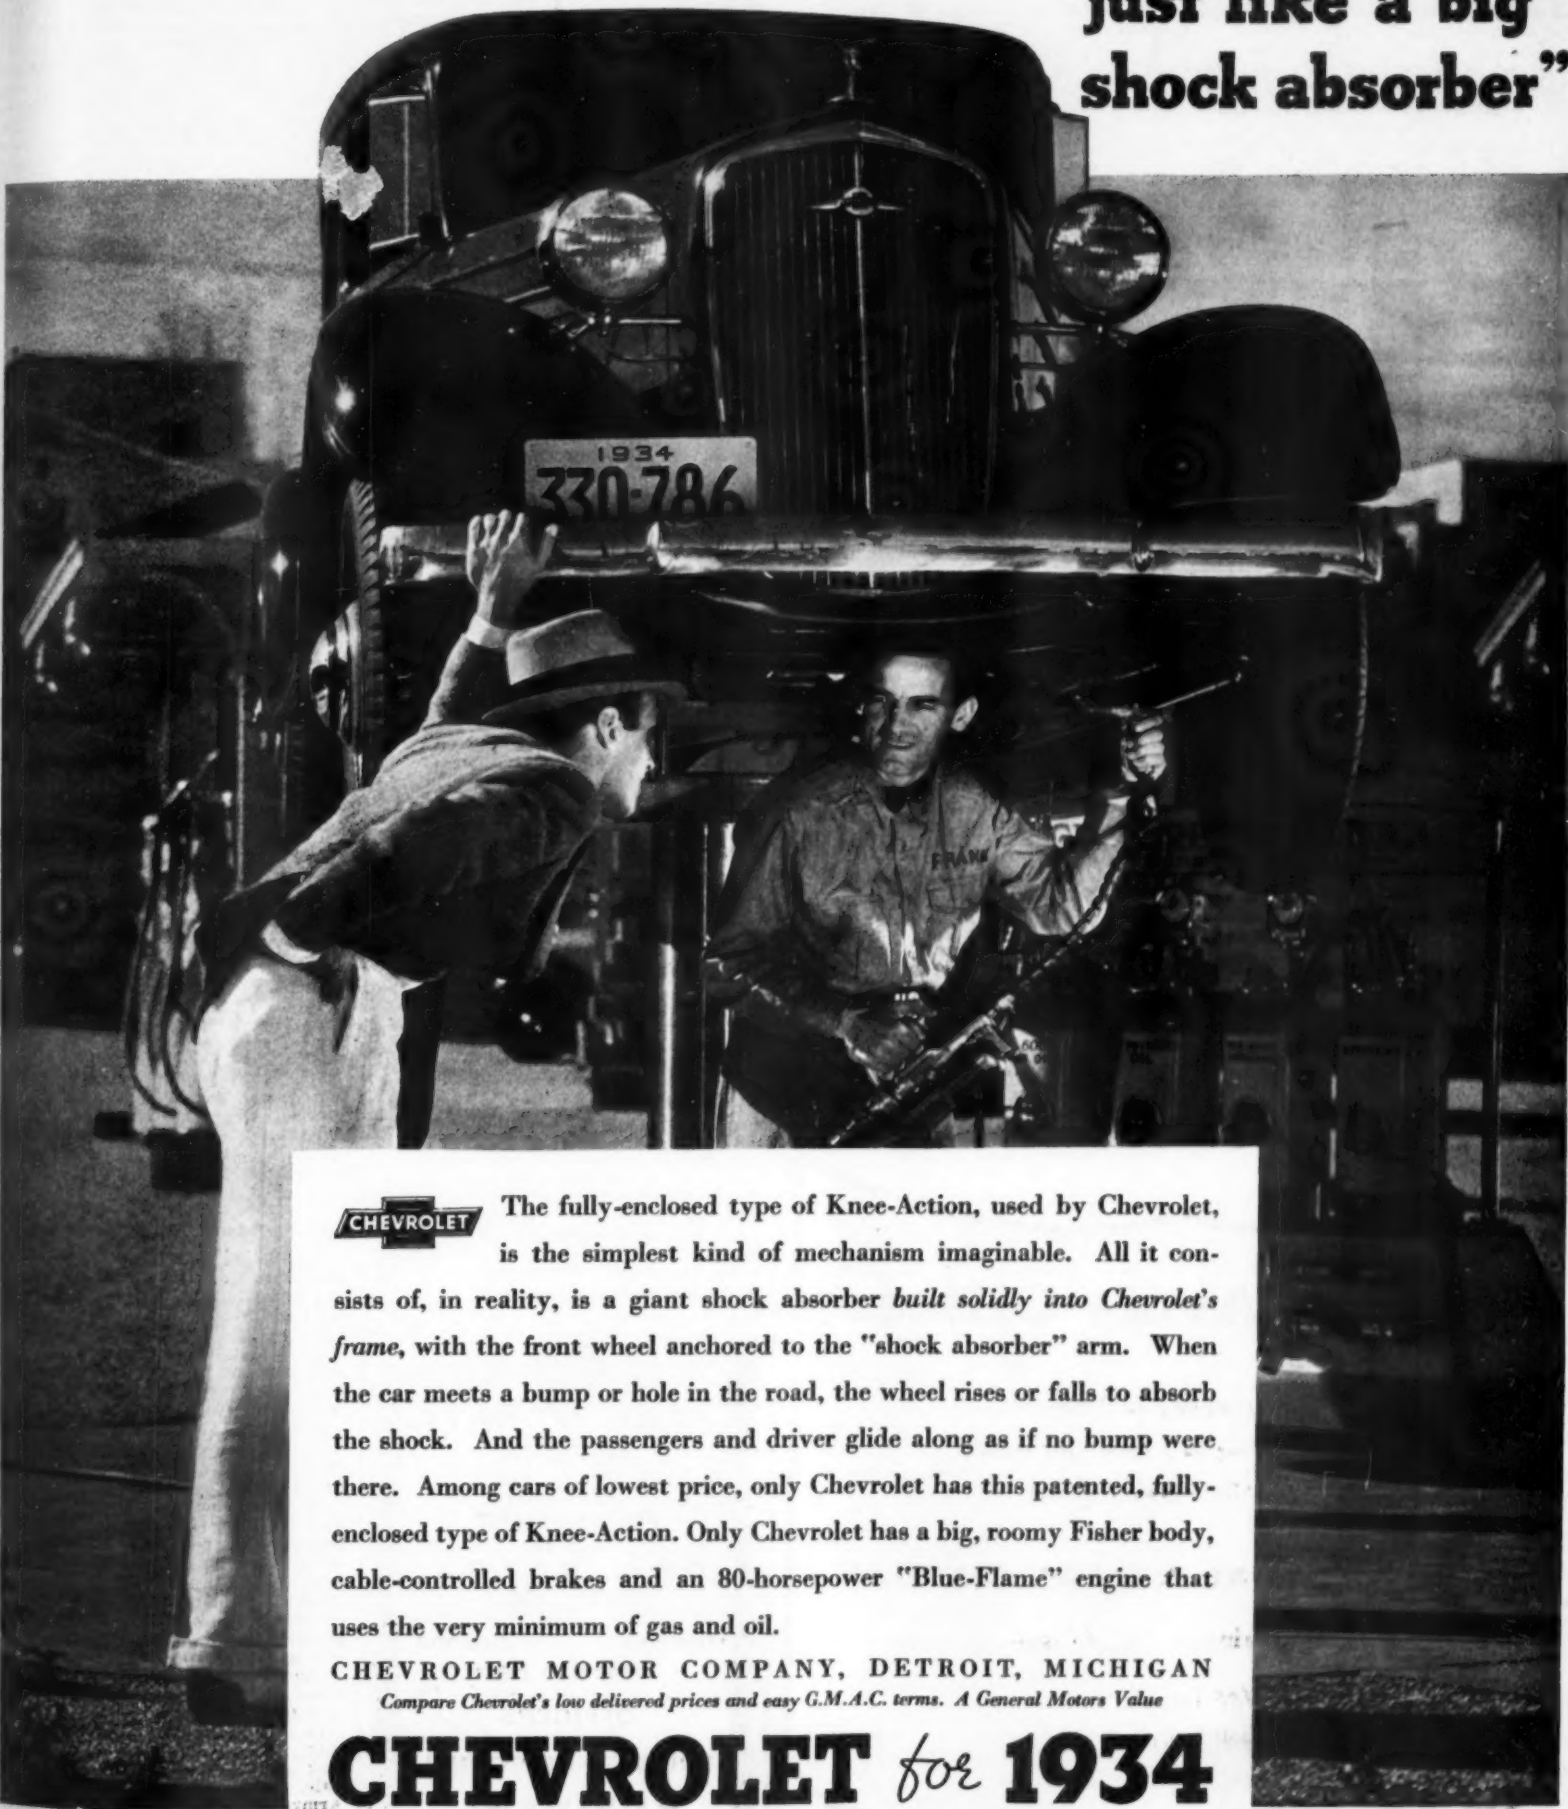 just like a big
shock absorber”
1934
330-786
FRANK
CHEVROLET
The fully-enclosed type of Knee-Action, used by Chevrolet,
is the simplest kind of mechanism imaginable. All it con-
sists of, in reality, is a giant shock absorber built solidly into Chevrolet's
frame, with the front wheel anchored to the "shock absorber" arm. When
the car meets a bump or hole in the road, the wheel rises or falls to absorb
the shock. And the passengers and driver glide along as if no bump were
there. Among cars of lowest price, only Chevrolet has this patented, fully-
enclosed type of Knee-Action. Only Chevrolet has a big, roomy Fisher body,
cable-controlled brakes and an 80-horsepower "Blue-Flame" engine that
uses the very minimum of gas and oil.
CHEVROLET MOTOR COMPANY, DETROIT, MICHIGAN
Compare Chevrolet's low delivered prices and easy G.M.A.C. terms. A General Motors Value
CHEVROLET for 1934